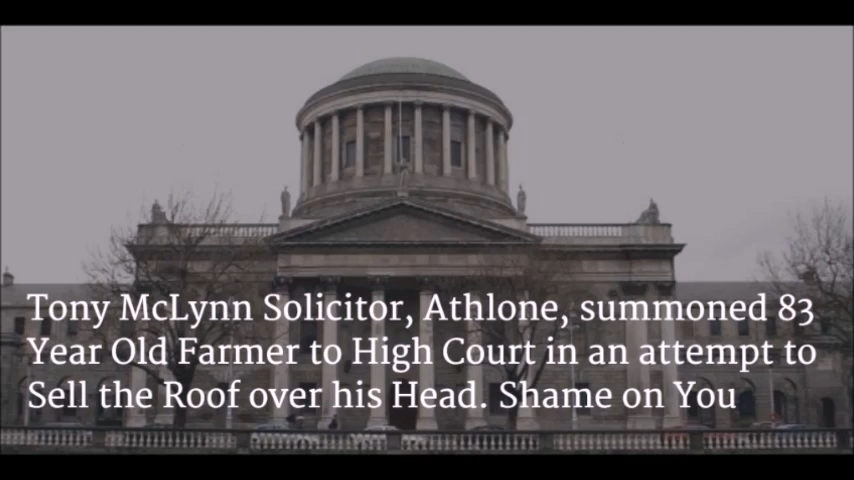 Tony McLynn Solicitor, Athlone, summoned 83
Year Old Farmer to High Court in an attempt to
Sell the Roof over his Head. Shame on You